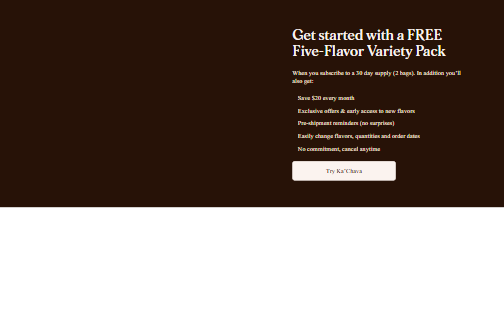 Get started with a FREE
Five-Flavor Variety Pack
When you subscribe to a 30 day supply (2 bags). In addition you'll
also get:
Save $20 every month
Exclusive offers & early access to new flavors
Pre-shipment reminders (no surprises)
Easily change flavors, quantities and order dates
No commitment, cancel anytime
Try Ka'Chava